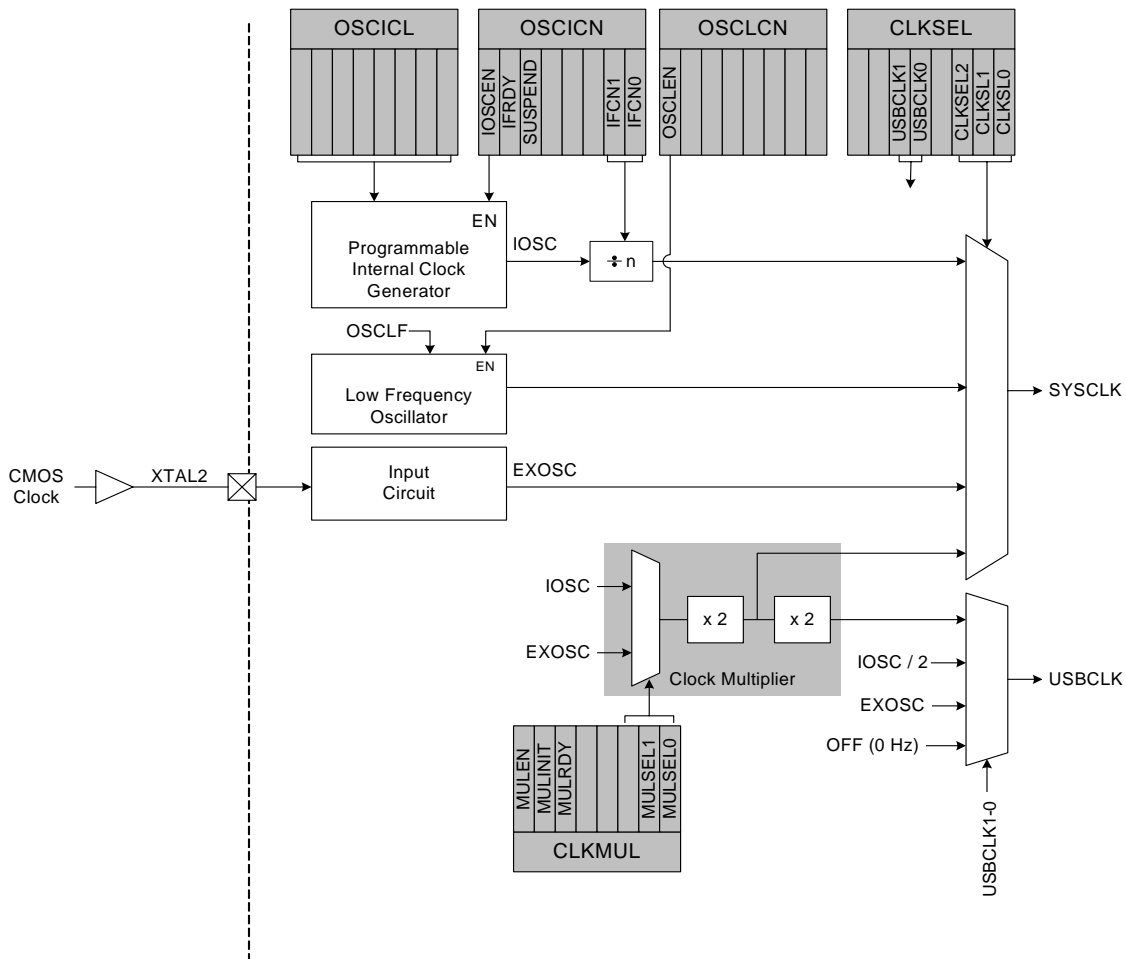 OSCICL
OSCICN
OSCLCN
CLKSEL
IOSCEN
IFRDY
SUSPEND
IFCN1
IFCN0
OSCLEN
USBCLK1
USBCLK0
CLKSEL2
CLKSL1
CLKSL0
EN
Programmable
Internal Clock
Generator
IOSC
÷ n
OSCLF
EN
Low Frequency
Oscillator
SYSCLK
CMOS
Clock
XTAL2
Input
Circuit
EXOSC
IOSC
EXOSC
x 2
x 2
Clock Multiplier
IOSC / 2
EXOSC
OFF (0 Hz)
USBCLK
USBCLK1-0
MULEN
MULINIT
MULRDY
MULSEL1
MULSEL0
CLKMUL